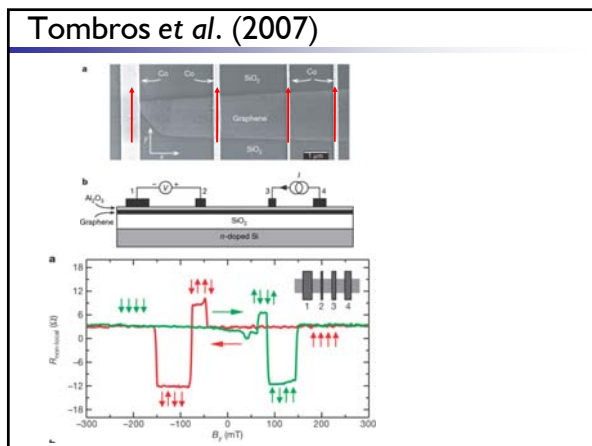 Tombros et al. (2007)
a
Co Co SiO₂ Co
Graphene
y
x
SiO₂
1 µm
b
1 − V + 2 3 I 4
Al₂O₃
Graphene
SiO₂
n-doped Si
a
18
12
6
0
−6
−12
−18
R non-local (Ω)
1 2 3 4
−300 −200 −100 0 100 200 300
B y (mT)